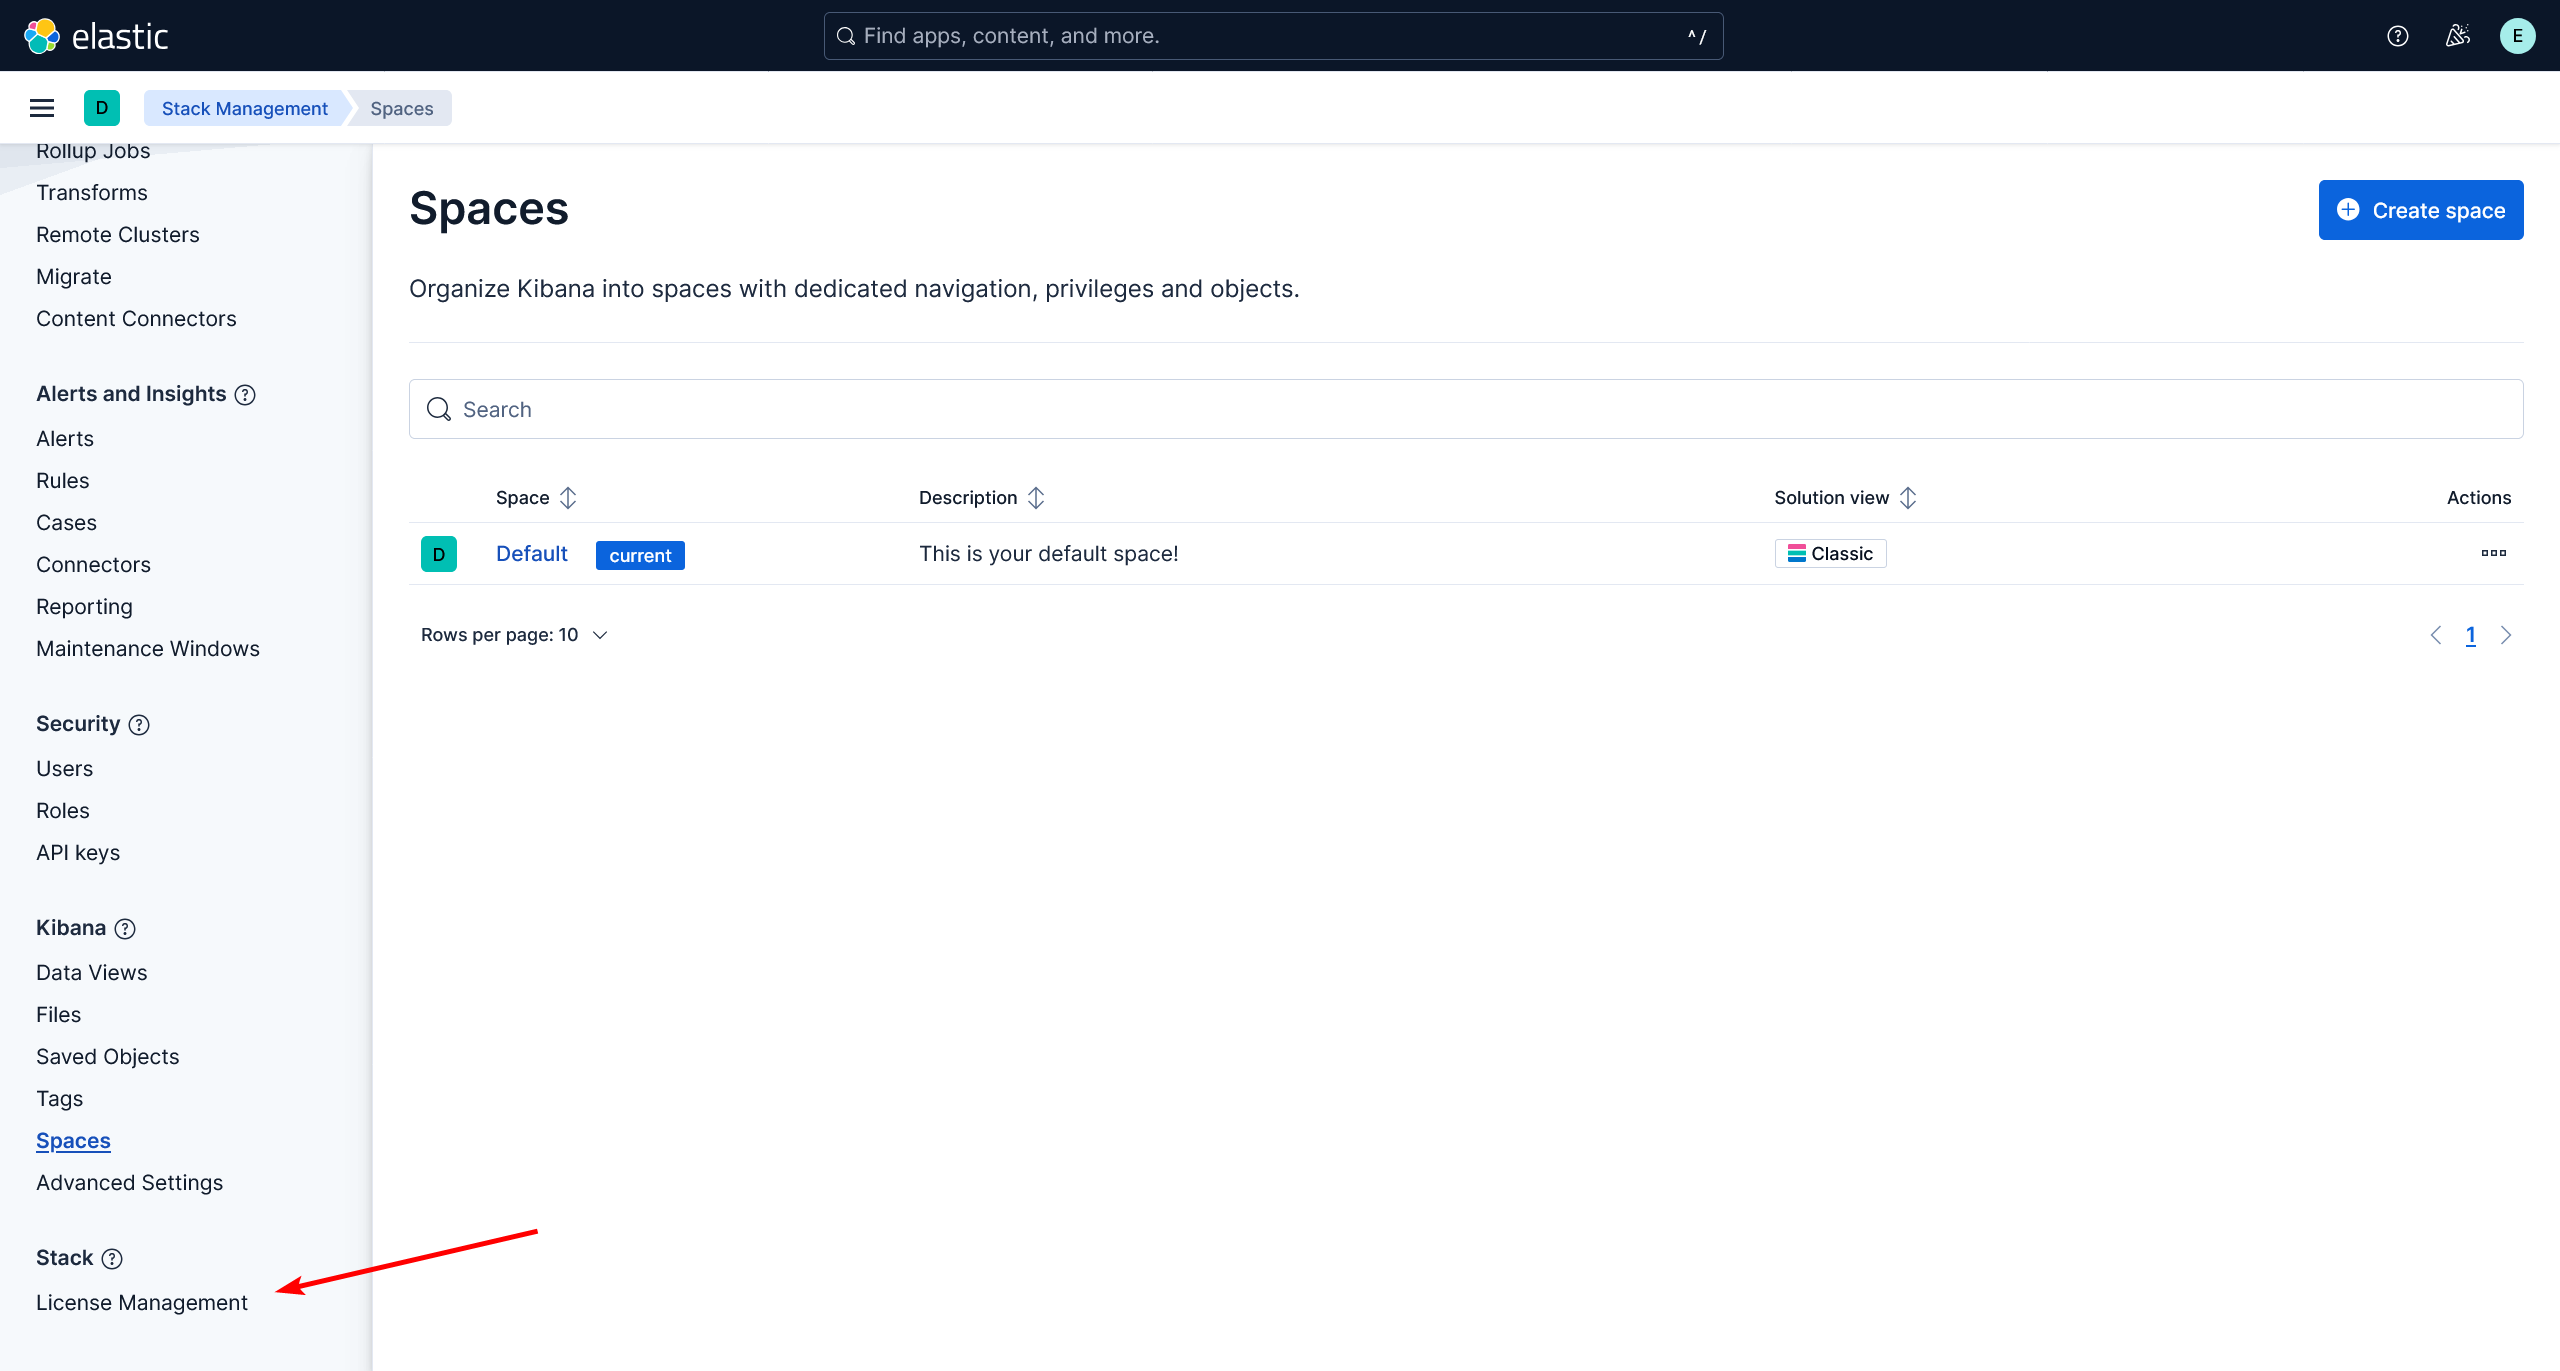 elastic
Find apps, content, and more.
^ /
E
D
Stack Management
Spaces
Rollup Jobs
Transforms
Remote Clusters
Migrate
Content Connectors
Alerts and Insights
Alerts
Rules
Cases
Connectors
Reporting
Maintenance Windows
Security
Users
Roles
API keys
Kibana
Data Views
Files
Saved Objects
Tags
Spaces
Advanced Settings
Stack
License Management
Spaces
Create space
Organize Kibana into spaces with dedicated navigation, privileges and objects.
Search
Space Description Solution view Actions
D Default current This is your default space! Classic
Rows per page: 10
1